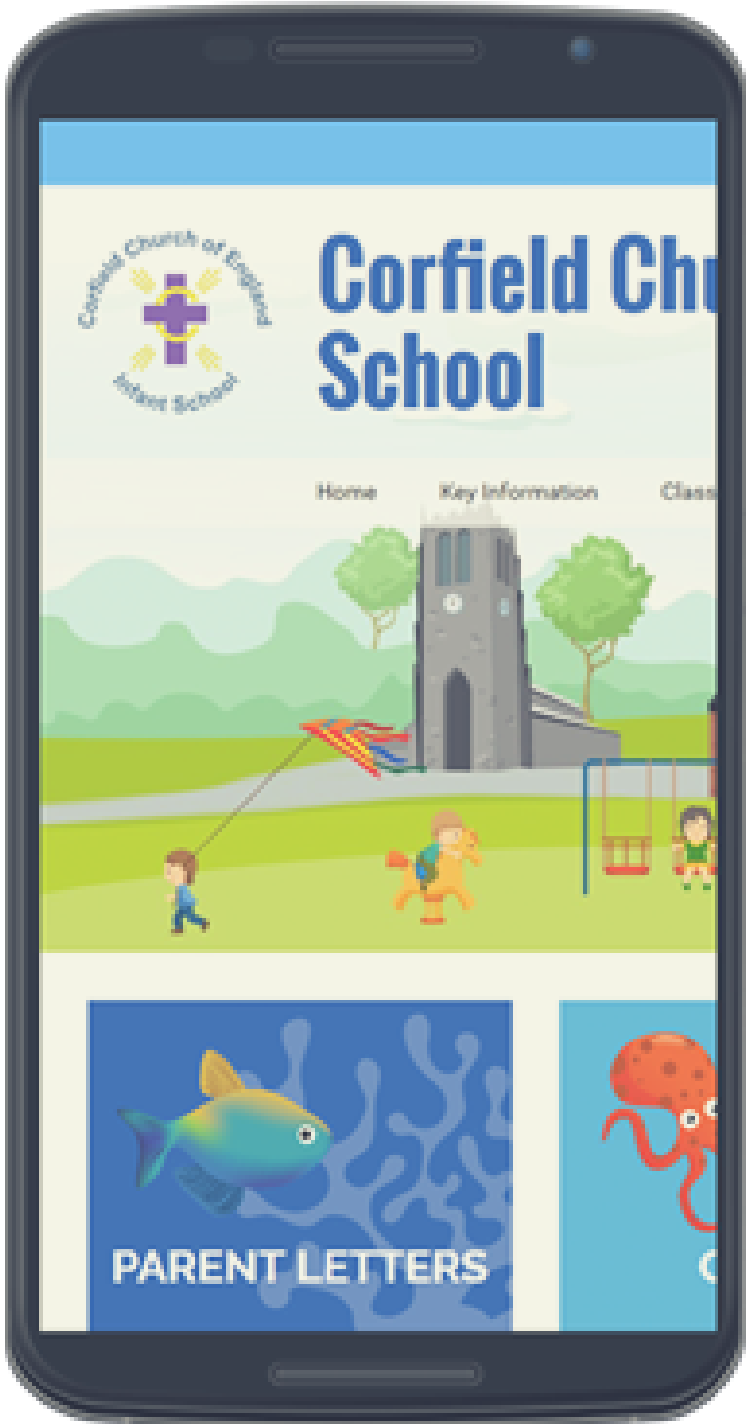 Corfield Church of England
Infant School
Corfield Chu
School
Home Key Information Class
PARENT LETTERS